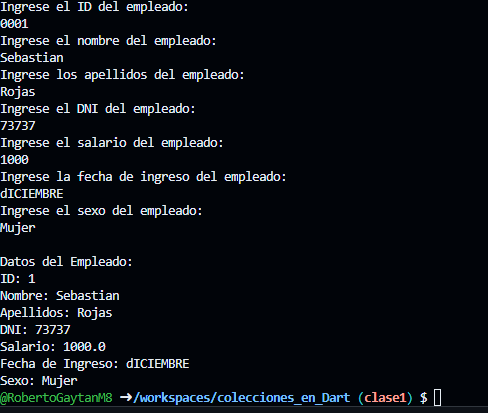 Ingrese el ID del empleado:
0001
Ingrese el nombre del empleado:
Sebastian
Ingrese los apellidos del empleado:
Rojas
Ingrese el DNI del empleado:
73737
Ingrese el salario del empleado:
1000
Ingrese la fecha de ingreso del empleado:
dICIEMBRE
Ingrese el sexo del empleado:
Mujer

Datos del Empleado:
ID: 1
Nombre: Sebastian
Apellidos: Rojas
DNI: 73737
Salario: 1000.0
Fecha de Ingreso: dICIEMBRE
Sexo: Mujer
@RobertoGaytanM8 ➜/workspaces/colecciones_en_Dart (clase1) $